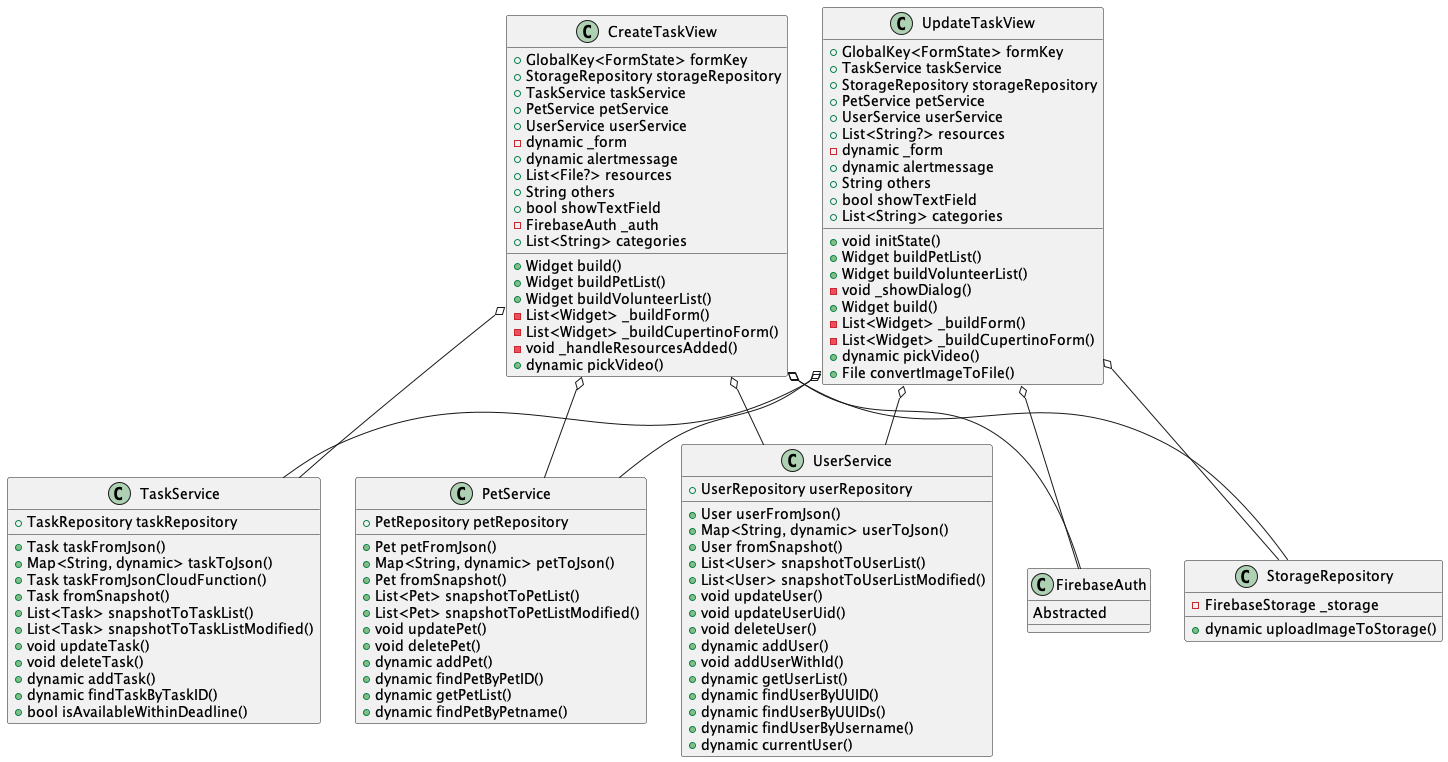 C CreateTaskView
GlobalKey<FormState> formKey
StorageRepository storageRepository
TaskService taskService
PetService petService
UserService userService
dynamic _form
dynamic alertmessage
List<File?> resources
String others
bool showTextField
FirebaseAuth _auth
List<String> categories
Widget build()
Widget buildPetList()
Widget buildVolunteerList()
List<Widget> _buildForm()
List<Widget> _buildCupertinoForm()
void _handleResourcesAdded()
dynamic pickVideo()
C UpdateTaskView
GlobalKey<FormState> formKey
TaskService taskService
StorageRepository storageRepository
PetService petService
UserService userService
List<String?> resources
dynamic _form
dynamic alertmessage
String others
bool showTextField
List<String> categories
void initState()
Widget buildPetList()
Widget buildVolunteerList()
void _showDialog()
Widget build()
List<Widget> _buildForm()
List<Widget> _buildCupertinoForm()
dynamic pickVideo()
File convertImageToFile()
C TaskService
TaskRepository taskRepository
Task taskFromJson()
Map<String, dynamic> taskToJson()
Task taskFromJsonCloudFunction()
Task fromSnapshot()
List<Task> snapshotToTaskList()
List<Task> snapshotToTaskListModified()
void updateTask()
void deleteTask()
dynamic addTask()
dynamic findTaskByTaskID()
bool isAvailableWithinDeadline()
C PetService
PetRepository petRepository
Pet petFromJson()
Map<String, dynamic> petToJson()
Pet fromSnapshot()
List<Pet> snapshotToPetList()
List<Pet> snapshotToPetListModified()
void updatePet()
void deletePet()
dynamic addPet()
dynamic findPetByPetID()
dynamic getPetList()
dynamic findPetByPetname()
C UserService
UserRepository userRepository
User userFromJson()
Map<String, dynamic> userToJson()
User fromSnapshot()
List<User> snapshotToUserList()
List<User> snapshotToUserListModified()
void updateUser()
void updateUserUid()
void deleteUser()
dynamic addUser()
void addUserWithId()
dynamic getUserList()
dynamic findUserByUUID()
dynamic findUserByUUIDs()
dynamic findUserByUsername()
dynamic currentUser()
C FirebaseAuth
Abstracted
C StorageRepository
FirebaseStorage _storage
dynamic uploadImageToStorage()